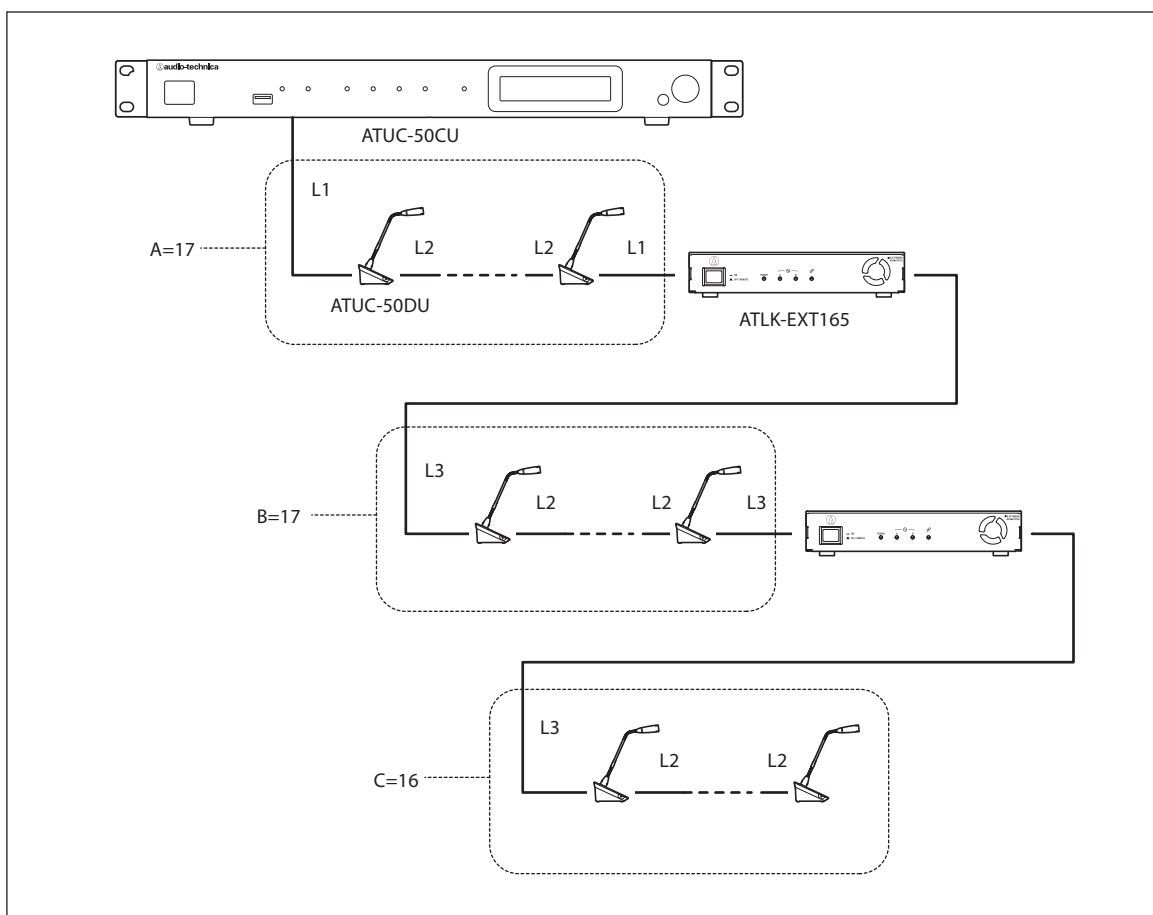 audio-technica
ATUC-50CU
L1
L2
L2
L1
A=17
ATUC-50DU
ATLK-EXT165
L3
L2
L2
L3
B=17
L3
L2
L2
C=16